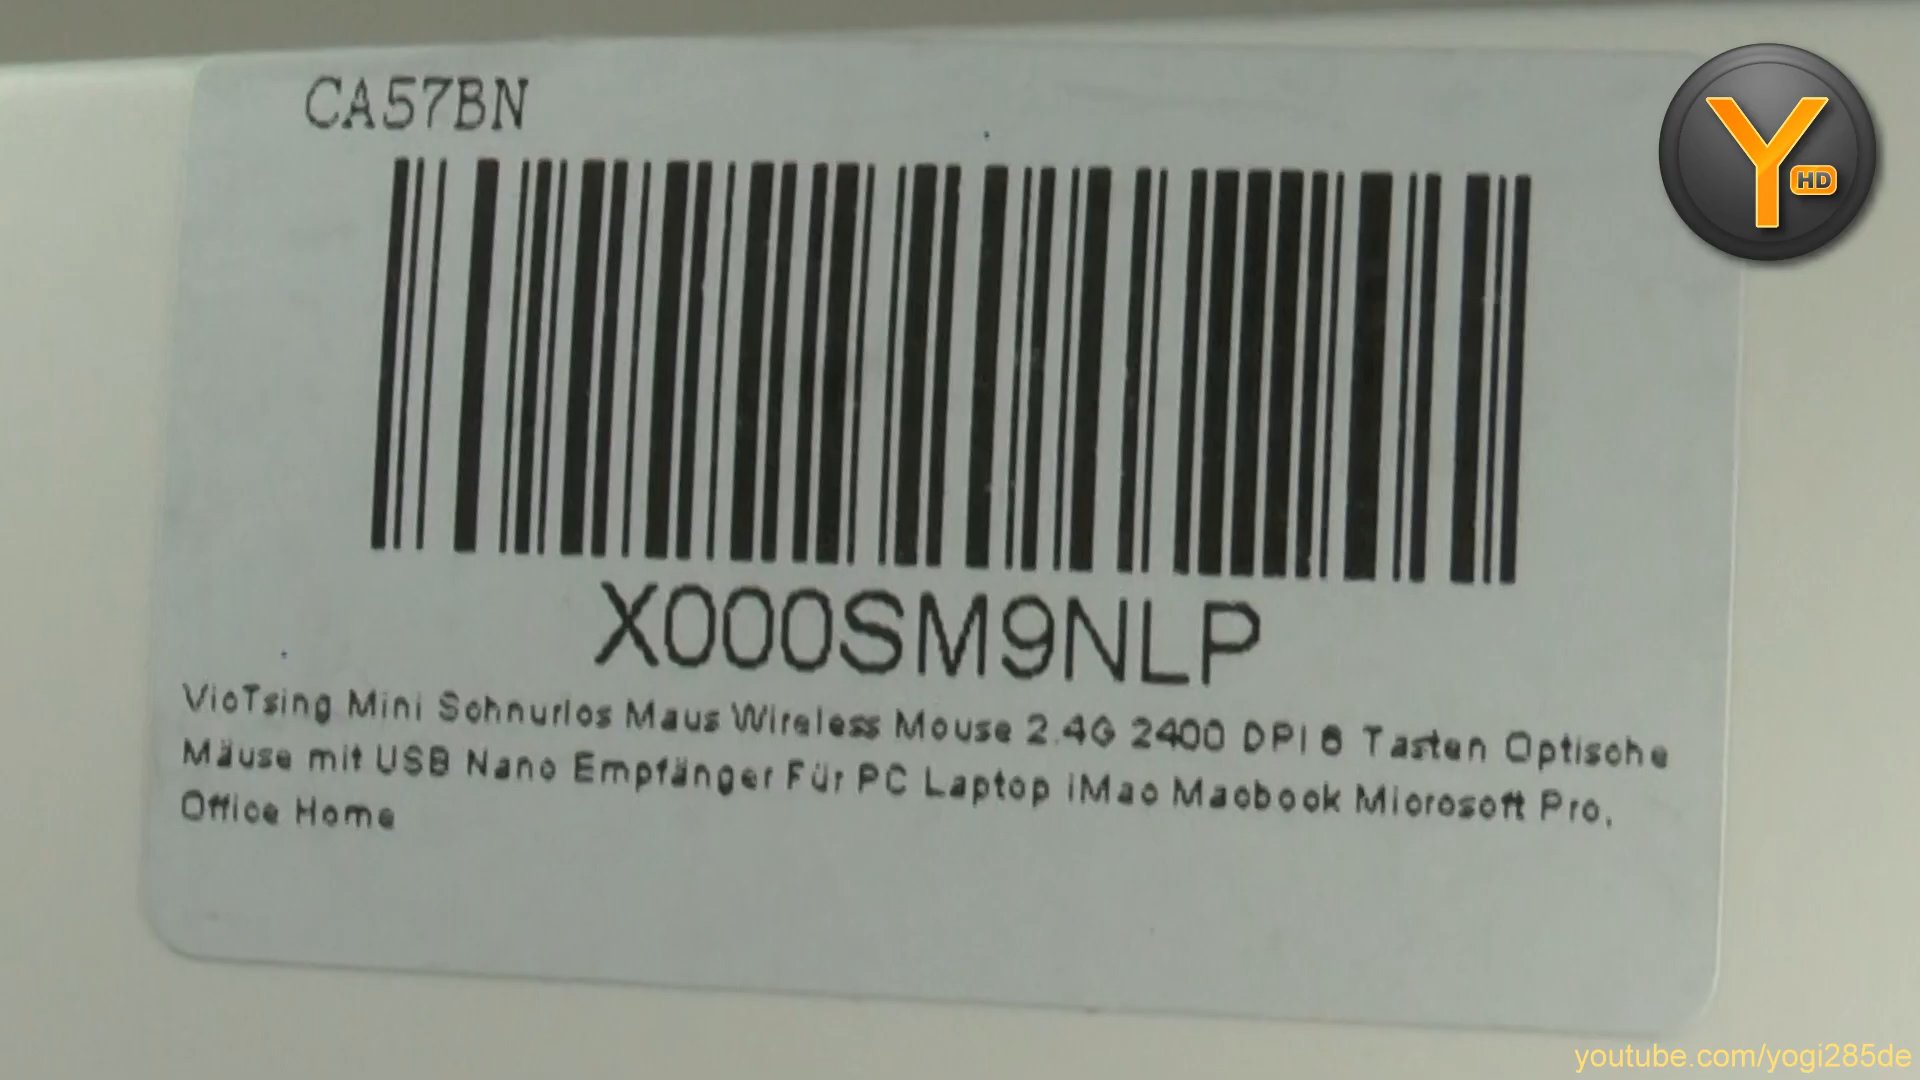 CA57BN
Y HD
X000SM9NLP
VicTsing Mini Schnurlos Maus Wireless Mouse 2.4G 2400 DPI 6 Tasten Optische
Mäuse mit USB Nano Empfänger Für PC Laptop iMac Macbook Microsoft Pro,
Office Home
youtube.com/yogi285de